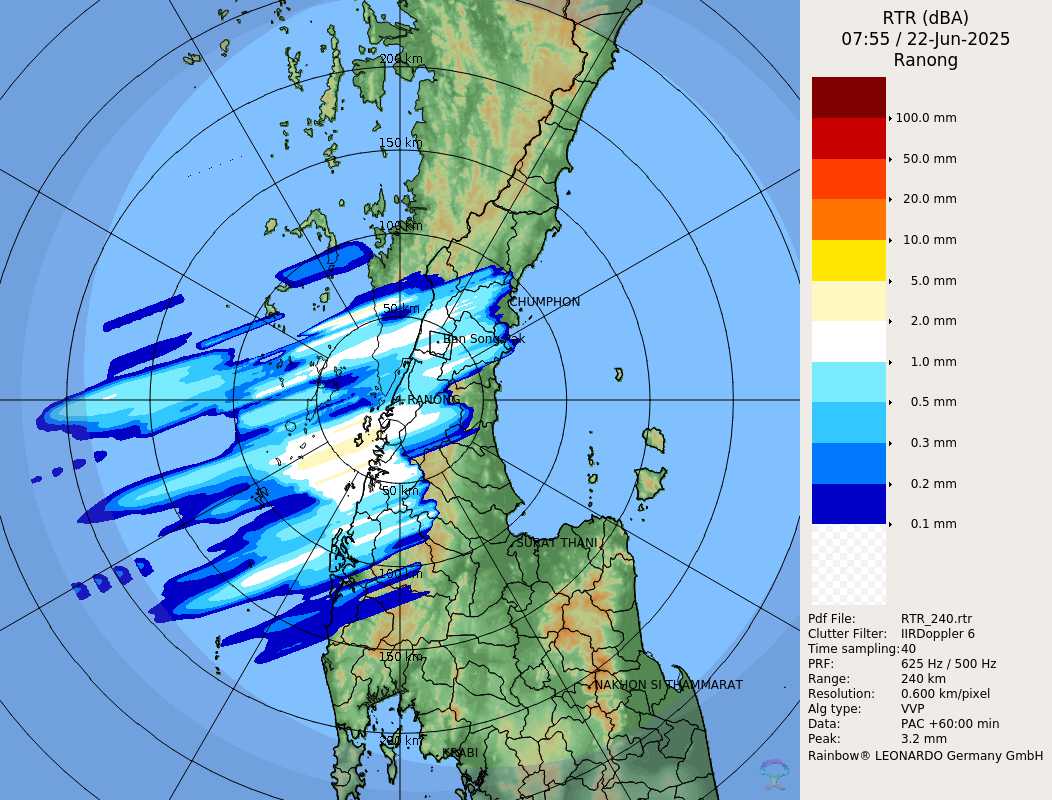 RTR (dBA)
07:55 / 22-Jun-2025
Ranong
100.0 mm
50.0 mm
20.0 mm
10.0 mm
5.0 mm
2.0 mm
1.0 mm
0.5 mm
0.3 mm
0.2 mm
0.1 mm
Pdf File: RTR_240.rtr
Clutter Filter: IIRDoppler 6
Time sampling: 40
PRF: 625 Hz / 500 Hz
Range: 240 km
Resolution: 0.600 km/pixel
Alg type: VVP
Data: PAC +60:00 min
Peak: 3.2 mm
Rainbow® LEONARDO Germany GmbH
200 km
150 km
100 km
50 km
CHUMPHON
RANONG
50 km
SURAT THANI
100 km
150 km
NAKHON SI THAMMARAT
200 km
KRABI